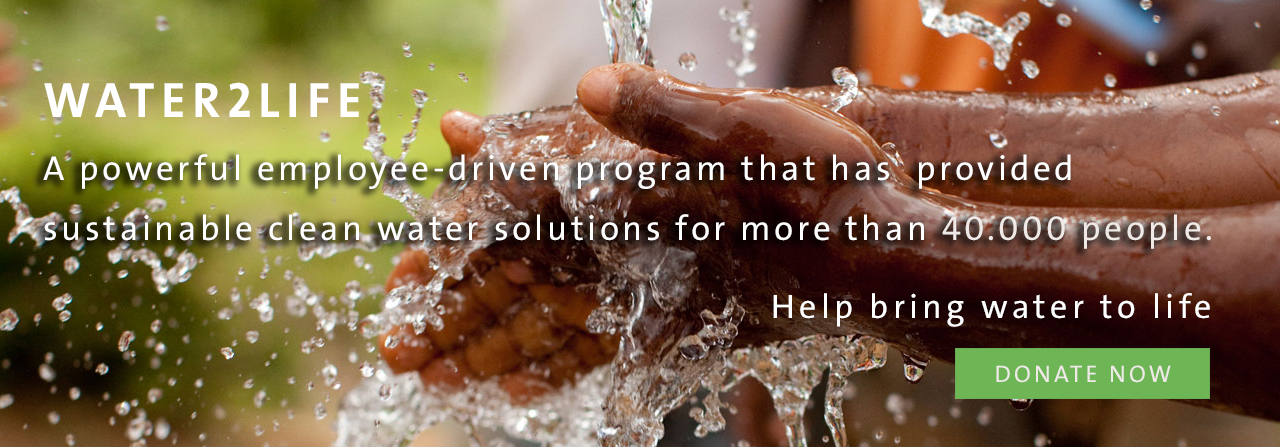 WATER2LIFE
A powerful employee-driven program that has provided
sustainable clean water solutions for more than 40.000 people.
Help bring water to life
DONATE NOW